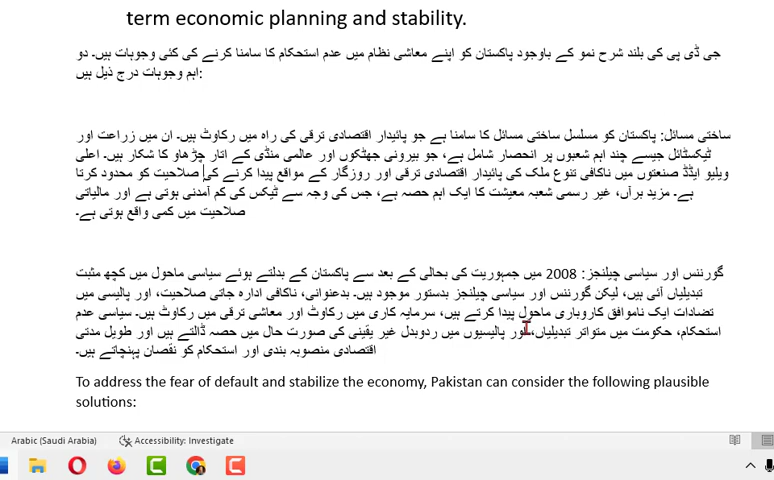 term economic planning and stability.
جی ڈی پی کی بلند شرح نمو کے باوجود پاکستان کو اپنے معاشی نظام میں عدم استحکام کا سامنا کرنے کی کئی وجوہات ہیں۔ دو
اہم وجوہات درج ذیل ہیں:
ساختی مسائل: پاکستان کو مسلسل ساختی مسائل کا سامنا ہے جو پائیدار اقتصادی ترقی کی راہ میں رکاوٹ ہیں۔ ان میں زراعت اور
ٹیکسٹائل جیسے چند اہم شعبوں پر انحصار شامل ہے، جو بیرونی جھٹکوں اور عالمی منڈی کے اتار چڑھاو کا شکار ہیں۔ اعلی
ویلیو ایڈڈ صنعتوں میں ناکافی تنوع ملک کی پائیدار اقتصادی ترقی اور روزگار کے مواقع پیدا کرنے کی صلاحیت کو محدود کرتا
ہے۔ مزید برآں، غیر رسمی شعبہ معیشت کا ایک اہم حصہ ہے، جس کی وجہ سے ٹیکس کی کم آمدنی ہوتی ہے اور مالیاتی
صلاحیت میں کمی واقع ہوتی ہے۔
گورننس اور سیاسی چیلنجز: 2008 میں جمہوریت کی بحالی کے بعد سے پاکستان کے بدلتے ہوئے سیاسی ماحول میں کچھ مثبت
تبدیلیاں آئی ہیں، لیکن گورننس اور سیاسی چیلنجز بدستور موجود ہیں۔ بدعنوانی، ناکافی ادارہ جاتی صلاحیت، اور پالیسی میں
تضادات ایک ناموافق کاروباری ماحول پیدا کرتے ہیں، سرمایہ کاری میں رکاوٹ اور معاشی ترقی میں رکاوٹ ہیں۔ سیاسی عدم
استحکام، حکومت میں متواتر تبدیلیاں، اور پالیسیوں میں ردوبدل غیر یقینی کی صورت حال میں حصہ ڈالتے ہیں اور طویل مدتی
اقتصادی منصوبہ بندی اور استحکام کو نقصان پہنچاتے ہیں۔
To address the fear of default and stabilize the economy, Pakistan can consider the following plausible
solutions:
Arabic (Saudi Arabia) Accessibility: Investigate